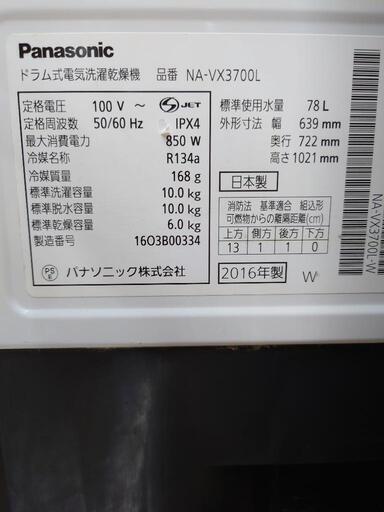 Panasonic
ドラム式電気洗濯乾燥機 品番 NA-VX3700L
定格電圧 100 V ~
定格周波数 50/60 Hz
最大消費電力 850 W
冷媒名称 R134a
冷媒質量 168 g
標準洗濯容量 10.0 kg
標準脱水容量 10.0 kg
標準乾燥容量 6.0 kg
製造番号 16O3B00334
PS E パナソニック株式会社
S JET
IPX4
標準使用水量 78 L
外形寸法 幅 639 mm
奥行 722 mm
高さ 1021 mm
日本製
消防法 基準適合 組込形
可燃物からの離隔距離(cm)
上方 側方 前方 後方
13 1 1 0
2016年製 W
NA-VX3700L-W